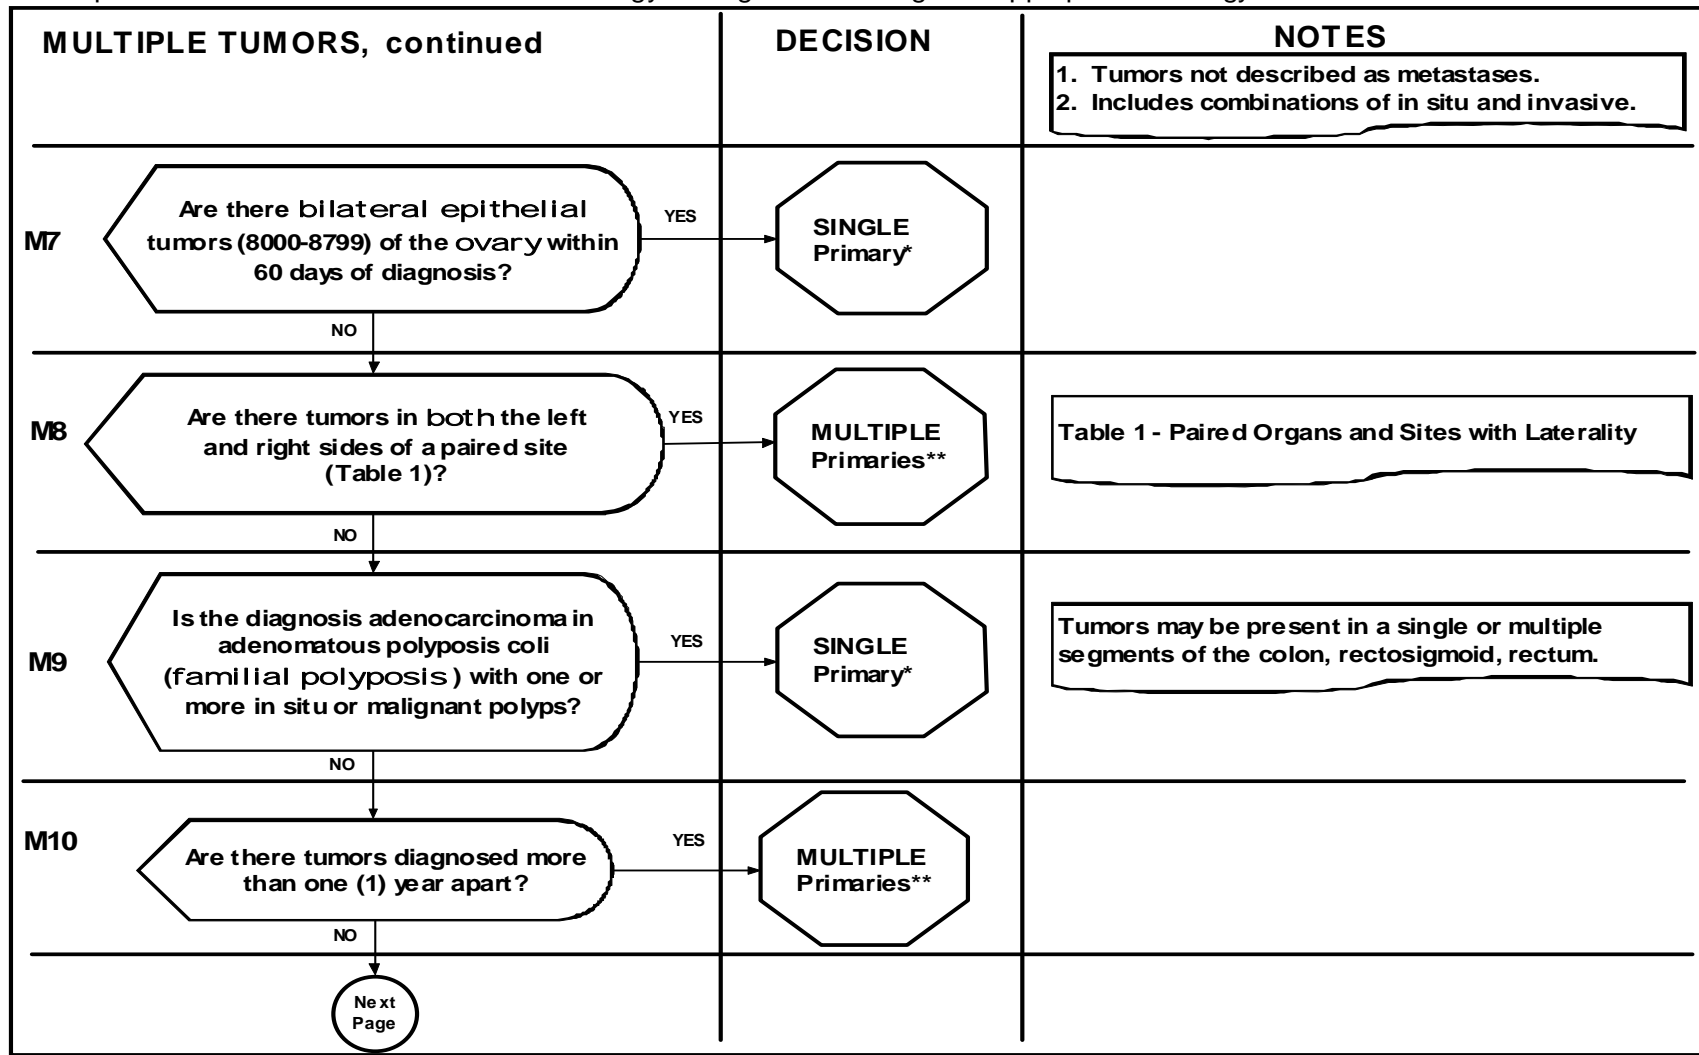 MULTIPLE TUMORS, continued
DECISION
NOTES
1. Tumors not described as metastases.
2. Includes combinations of in situ and invasive.
M7
Are there bilateral epithelial
tumors (8000-8799) of the ovary within
60 days of diagnosis?
YES
SINGLE
Primary*
NO
M8
Are there tumors in both the left
and right sides of a paired site
(Table 1)?
YES
MULTIPLE
Primaries**
Table 1 - Paired Organs and Sites with Laterality
NO
M9
Is the diagnosis adenocarcinoma in
adenomatous polyposis coli
(familial polyposis) with one or
more in situ or malignant polyps?
YES
SINGLE
Primary*
Tumors may be present in a single or multiple
segments of the colon, rectosigmoid, rectum.
NO
M10
Are there tumors diagnosed more
than one (1) year apart?
YES
MULTIPLE
Primaries**
NO
Next
Page